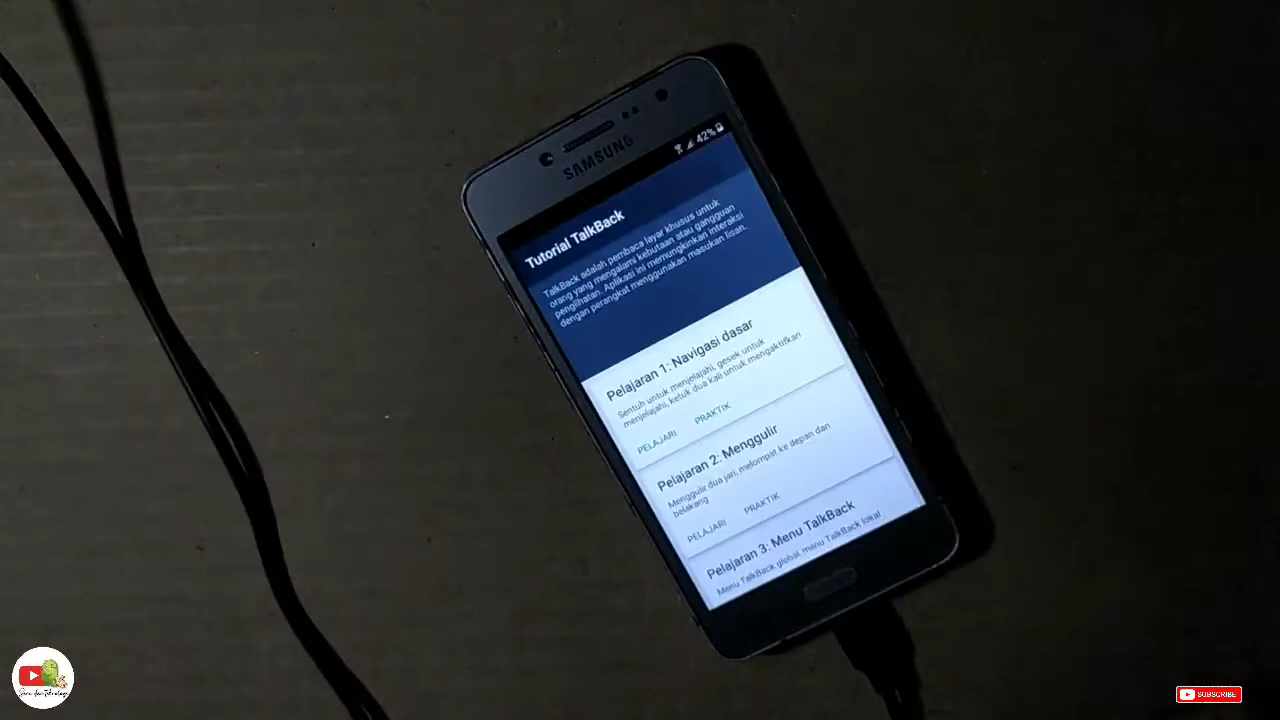 SAMSUNG
42%
Tutorial TalkBack
TalkBack adalah pembaca layar khusus untuk
orang yang mengalami kebutaan atau gangguan
penglihatan. Aplikasi ini memungkinkan interaksi
dengan perangkat menggunakan masukan lisan.
Pelajaran 1: Navigasi dasar
Sentuh untuk menjelajahi, gesek untuk
menjelajahi, ketuk dua kali untuk mengaktifkan
PELAJARI PRAKTIK
Pelajaran 2: Menggulir
Menggulir dua jari, melompat ke depan dan
belakang
PELAJARI PRAKTIK
Pelajaran 3: Menu TalkBack
Menu TalkBack global, menu TalkBack lokal
SUBSCRIBE